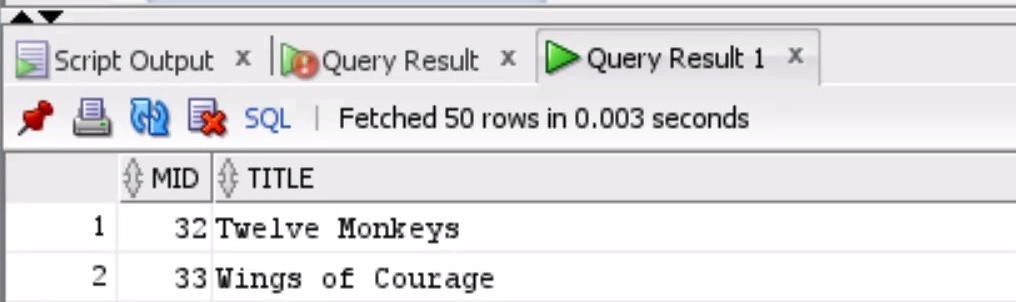 Script Output x Query Result x Query Result 1 x
SQL | Fetched 50 rows in 0.003 seconds
MID TITLE
1 32 Twelve Monkeys
2 33 Wings of Courage